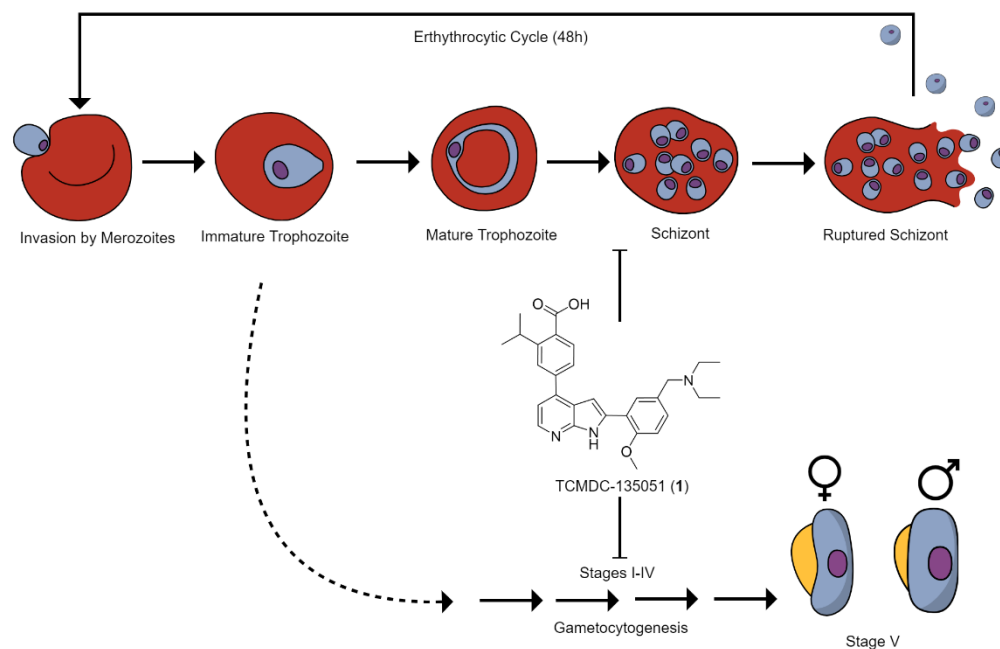 Erthythrocytic Cycle (48h)
Invasion by Merozoites
Immature Trophozoite
Mature Trophozoite
Schizont
Ruptured Schizont
O
OH
N
N
N
H
O
TCMDC-135051 (1)
Stages I-IV
Gametocytogenesis
Stage V